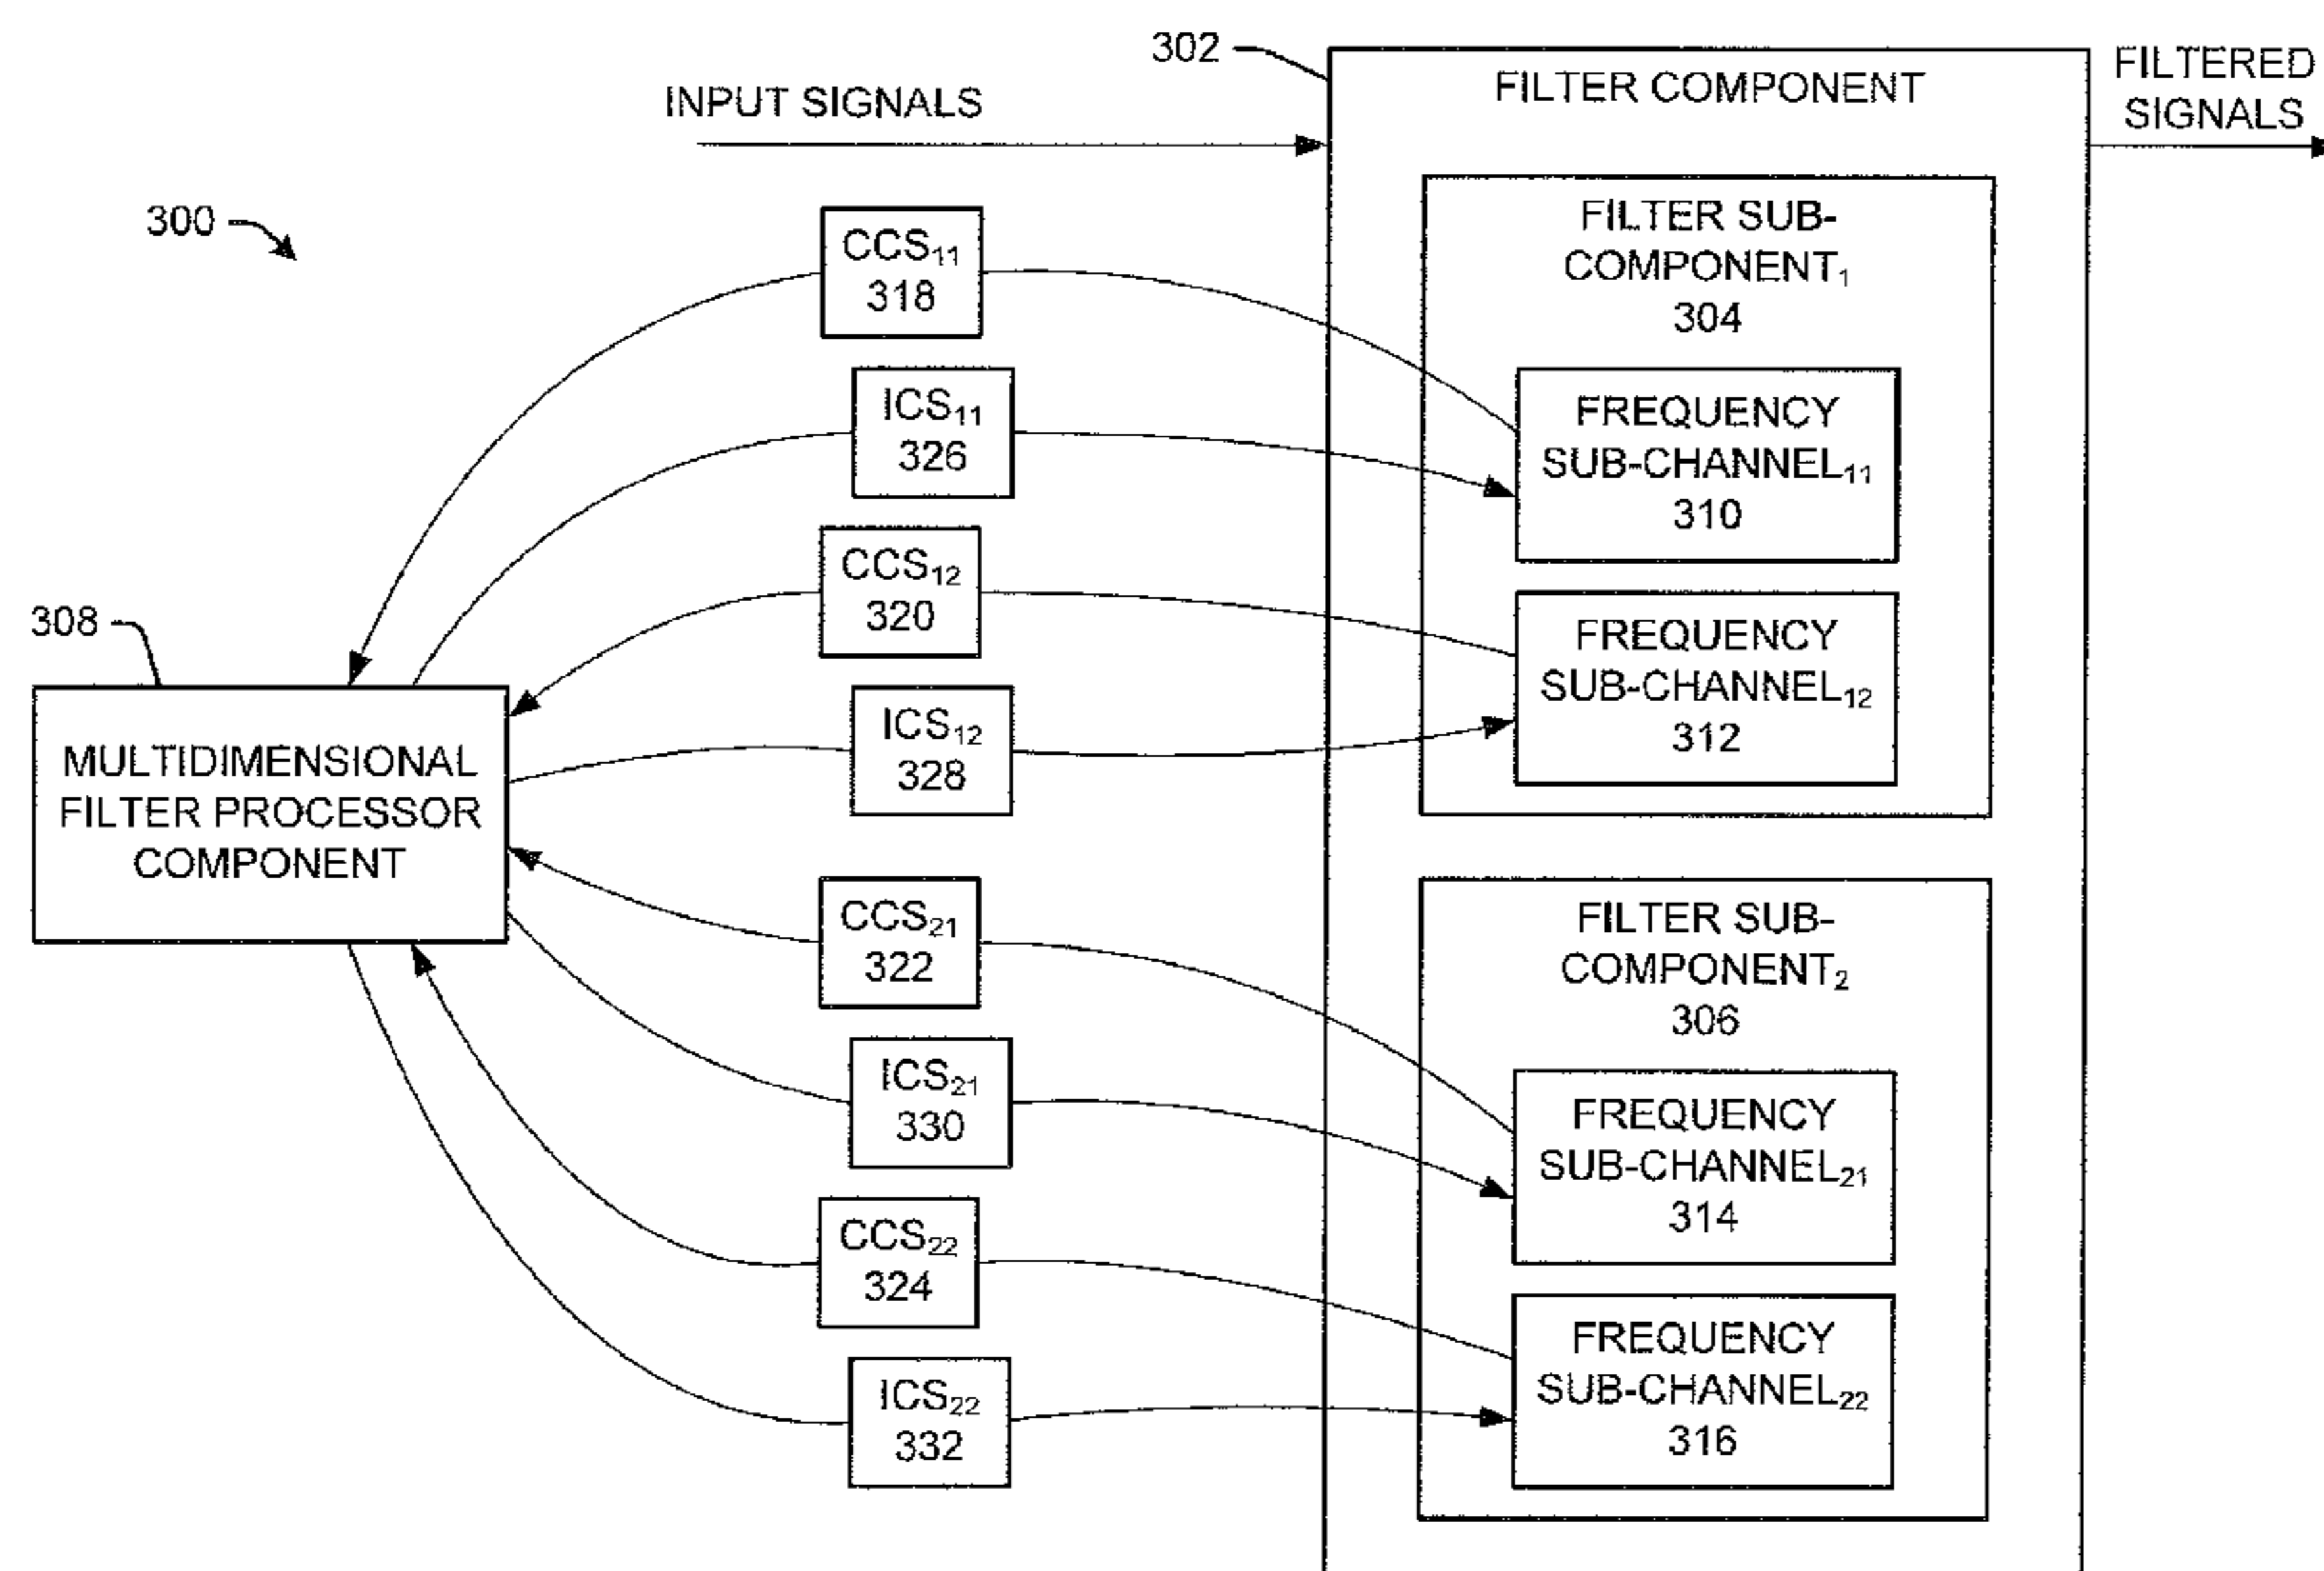 302
FILTER COMPONENT
FILTERED
SIGNALS
INPUT SIGNALS
300
CCS₁₁
318
FILTER SUB-
COMPONENT₁
304
ICS₁₁
326
FREQUENCY
SUB-CHANNEL₁₁
310
CCS₁₂
320
308
FREQUENCY
SUB-CHANNEL₁₂
312
ICS₁₂
328
MULTIDIMENSIONAL
FILTER PROCESSOR
COMPONENT
CCS₂₁
322
FILTER SUB-
COMPONENT₂
306
ICS₂₁
330
FREQUENCY
SUB-CHANNEL₂₁
314
CCS₂₂
324
FREQUENCY
SUB-CHANNEL₂₂
316
ICS₂₂
332